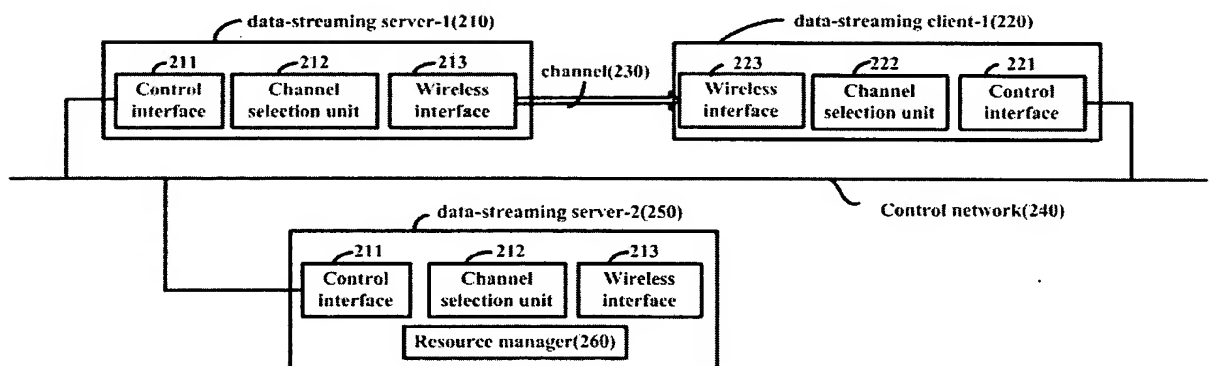 data-streaming server-1(210)
data-streaming client-1(220)
211
212
213
channel(230)
223
222
221
Control
interface
Channel
selection unit
Wireless
interface
Wireless
interface
Channel
selection unit
Control
interface
data-streaming server-2(250)
Control network(240)
211
212
213
Control
interface
Channel
selection unit
Wireless
interface
Resource manager(260)